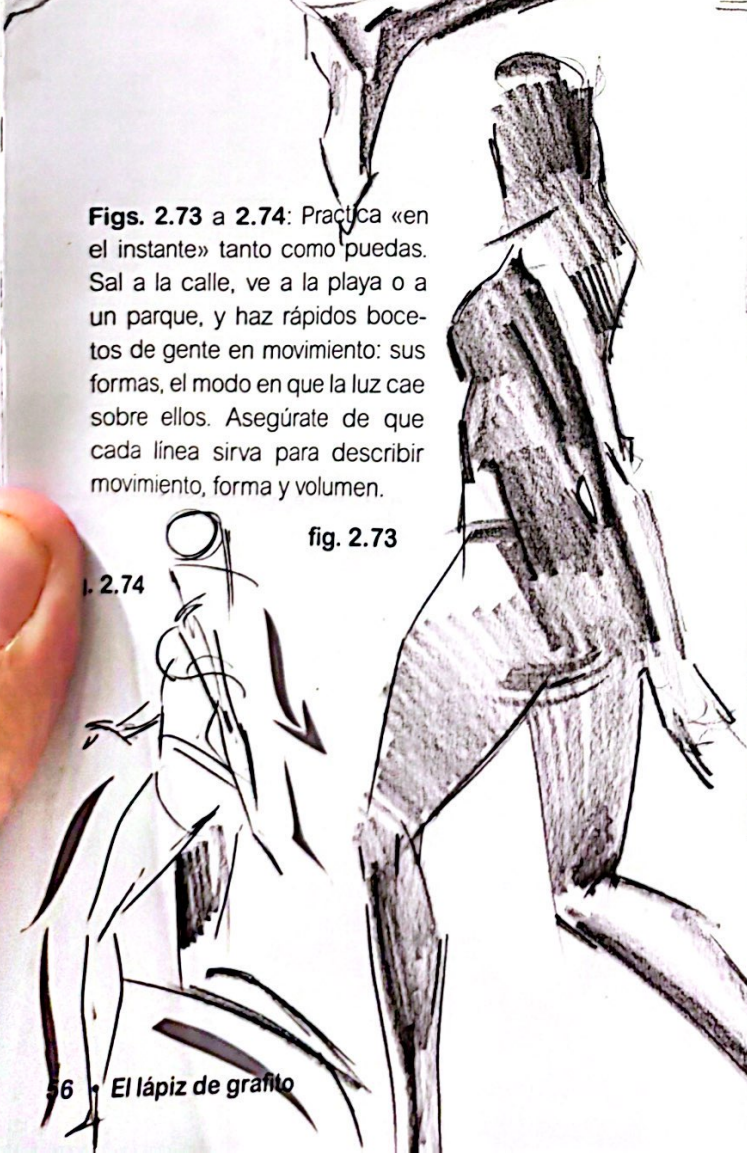 Figs. 2.73 a 2.74: Practica «en
el instante» tanto como puedas.
Sal a la calle, ve a la playa o a
un parque, y haz rápidos boce-
tos de gente en movimiento: sus
formas, el modo en que la luz cae
sobre ellos. Asegúrate de que
cada línea sirva para describir
movimiento, forma y volumen.
fig. 2.73
. 2.74
56 • El lápiz de grafito